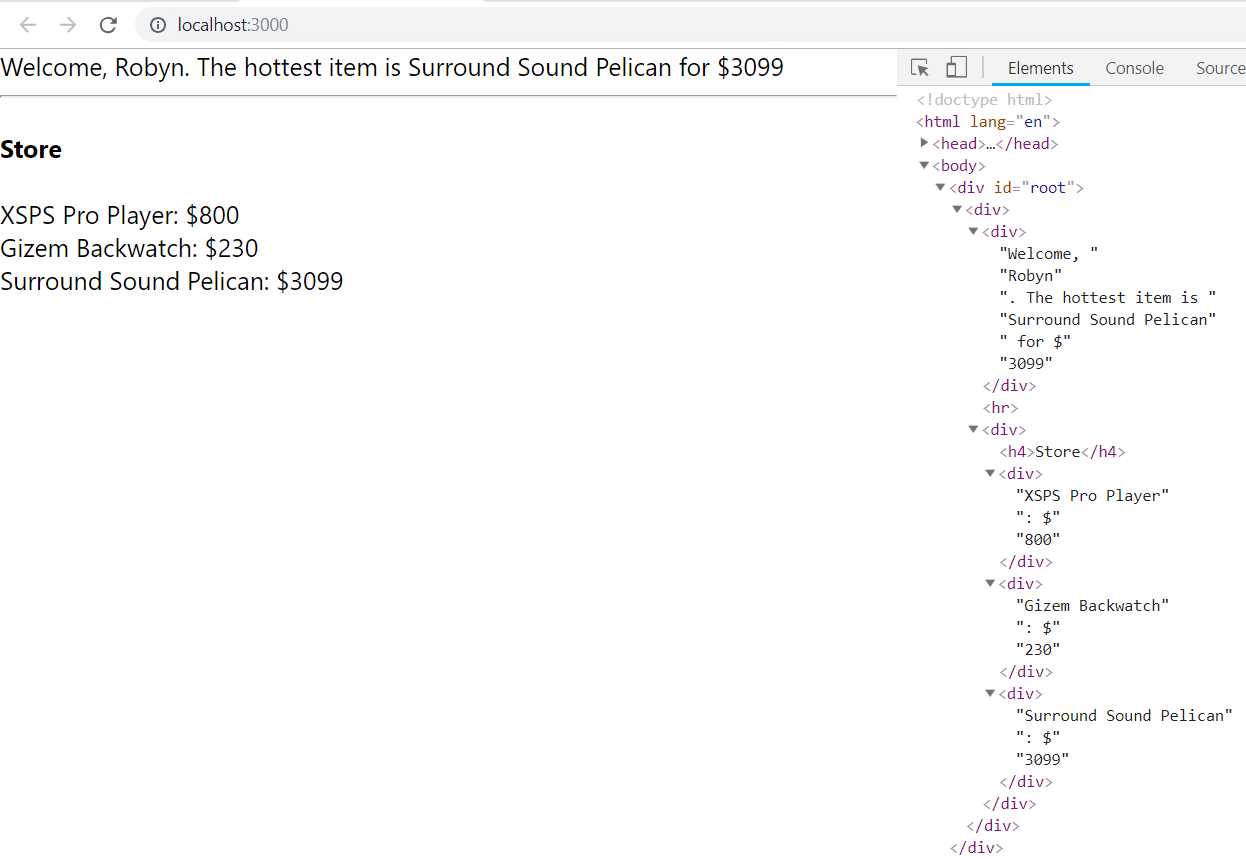 localhost:3000
Welcome, Robyn. The hottest item is Surround Sound Pelican for $3099
Store
XSPS Pro Player: $800
Gizem Backwatch: $230
Surround Sound Pelican: $3099
Elements Console Source
<!doctype html>
<html lang="en">
<head>…</head>
<body>
<div id="root">
<div>
<div>
"Welcome, "
"Robyn"
". The hottest item is "
"Surround Sound Pelican"
" for $"
"3099"
</div>
<hr>
<div>
<h4>Store</h4>
<div>
"XSPS Pro Player"
": $"
"800"
</div>
<div>
"Gizem Backwatch"
": $"
"230"
</div>
<div>
"Surround Sound Pelican"
": $"
"3099"
</div>
</div>
</div>
</div>